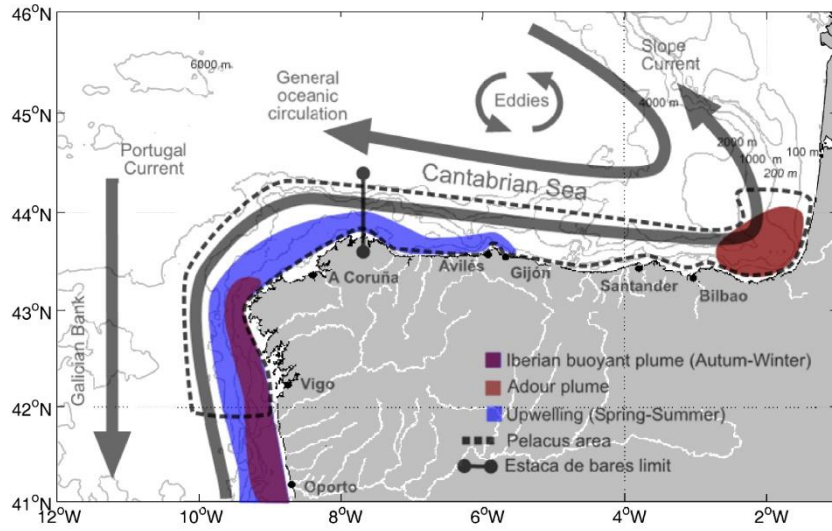 46°N
45°N
44°N
43°N
42°N
41°N
12°W
10°W
8°W
6°W
4°W
2°W
6000 m
General
oceanic
circulation
Eddies
Slope
Current
4000 m
2000 m
1000 m
100 m
200 m
Portugal
Current
Cantabrian Sea
Galician Bank
A Coruña
Avilés
Gijón
Santander
Bilbao
Vigo
Oporto
Iberian buoyant plume (Autum-Winter)
Adour plume
Upwelling (Spring-Summer)
Pelacus area
Estaca de bares limit